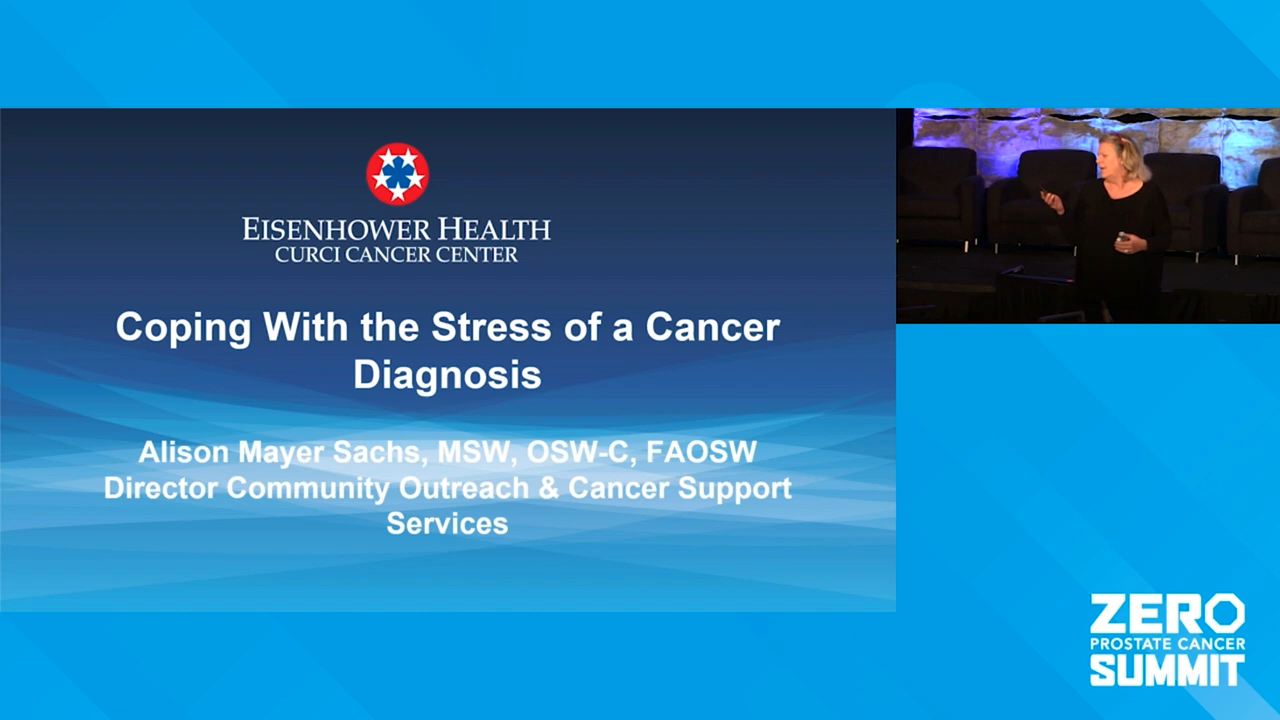 EISENHOWER HEALTH
CURCI CANCER CENTER
Coping With the Stress of a Cancer
Diagnosis
Alison Mayer Sachs, MSW, OSW-C, FAOSW
Director Community Outreach & Cancer Support
Services
ZERO
PROSTATE CANCER
SUMMIT